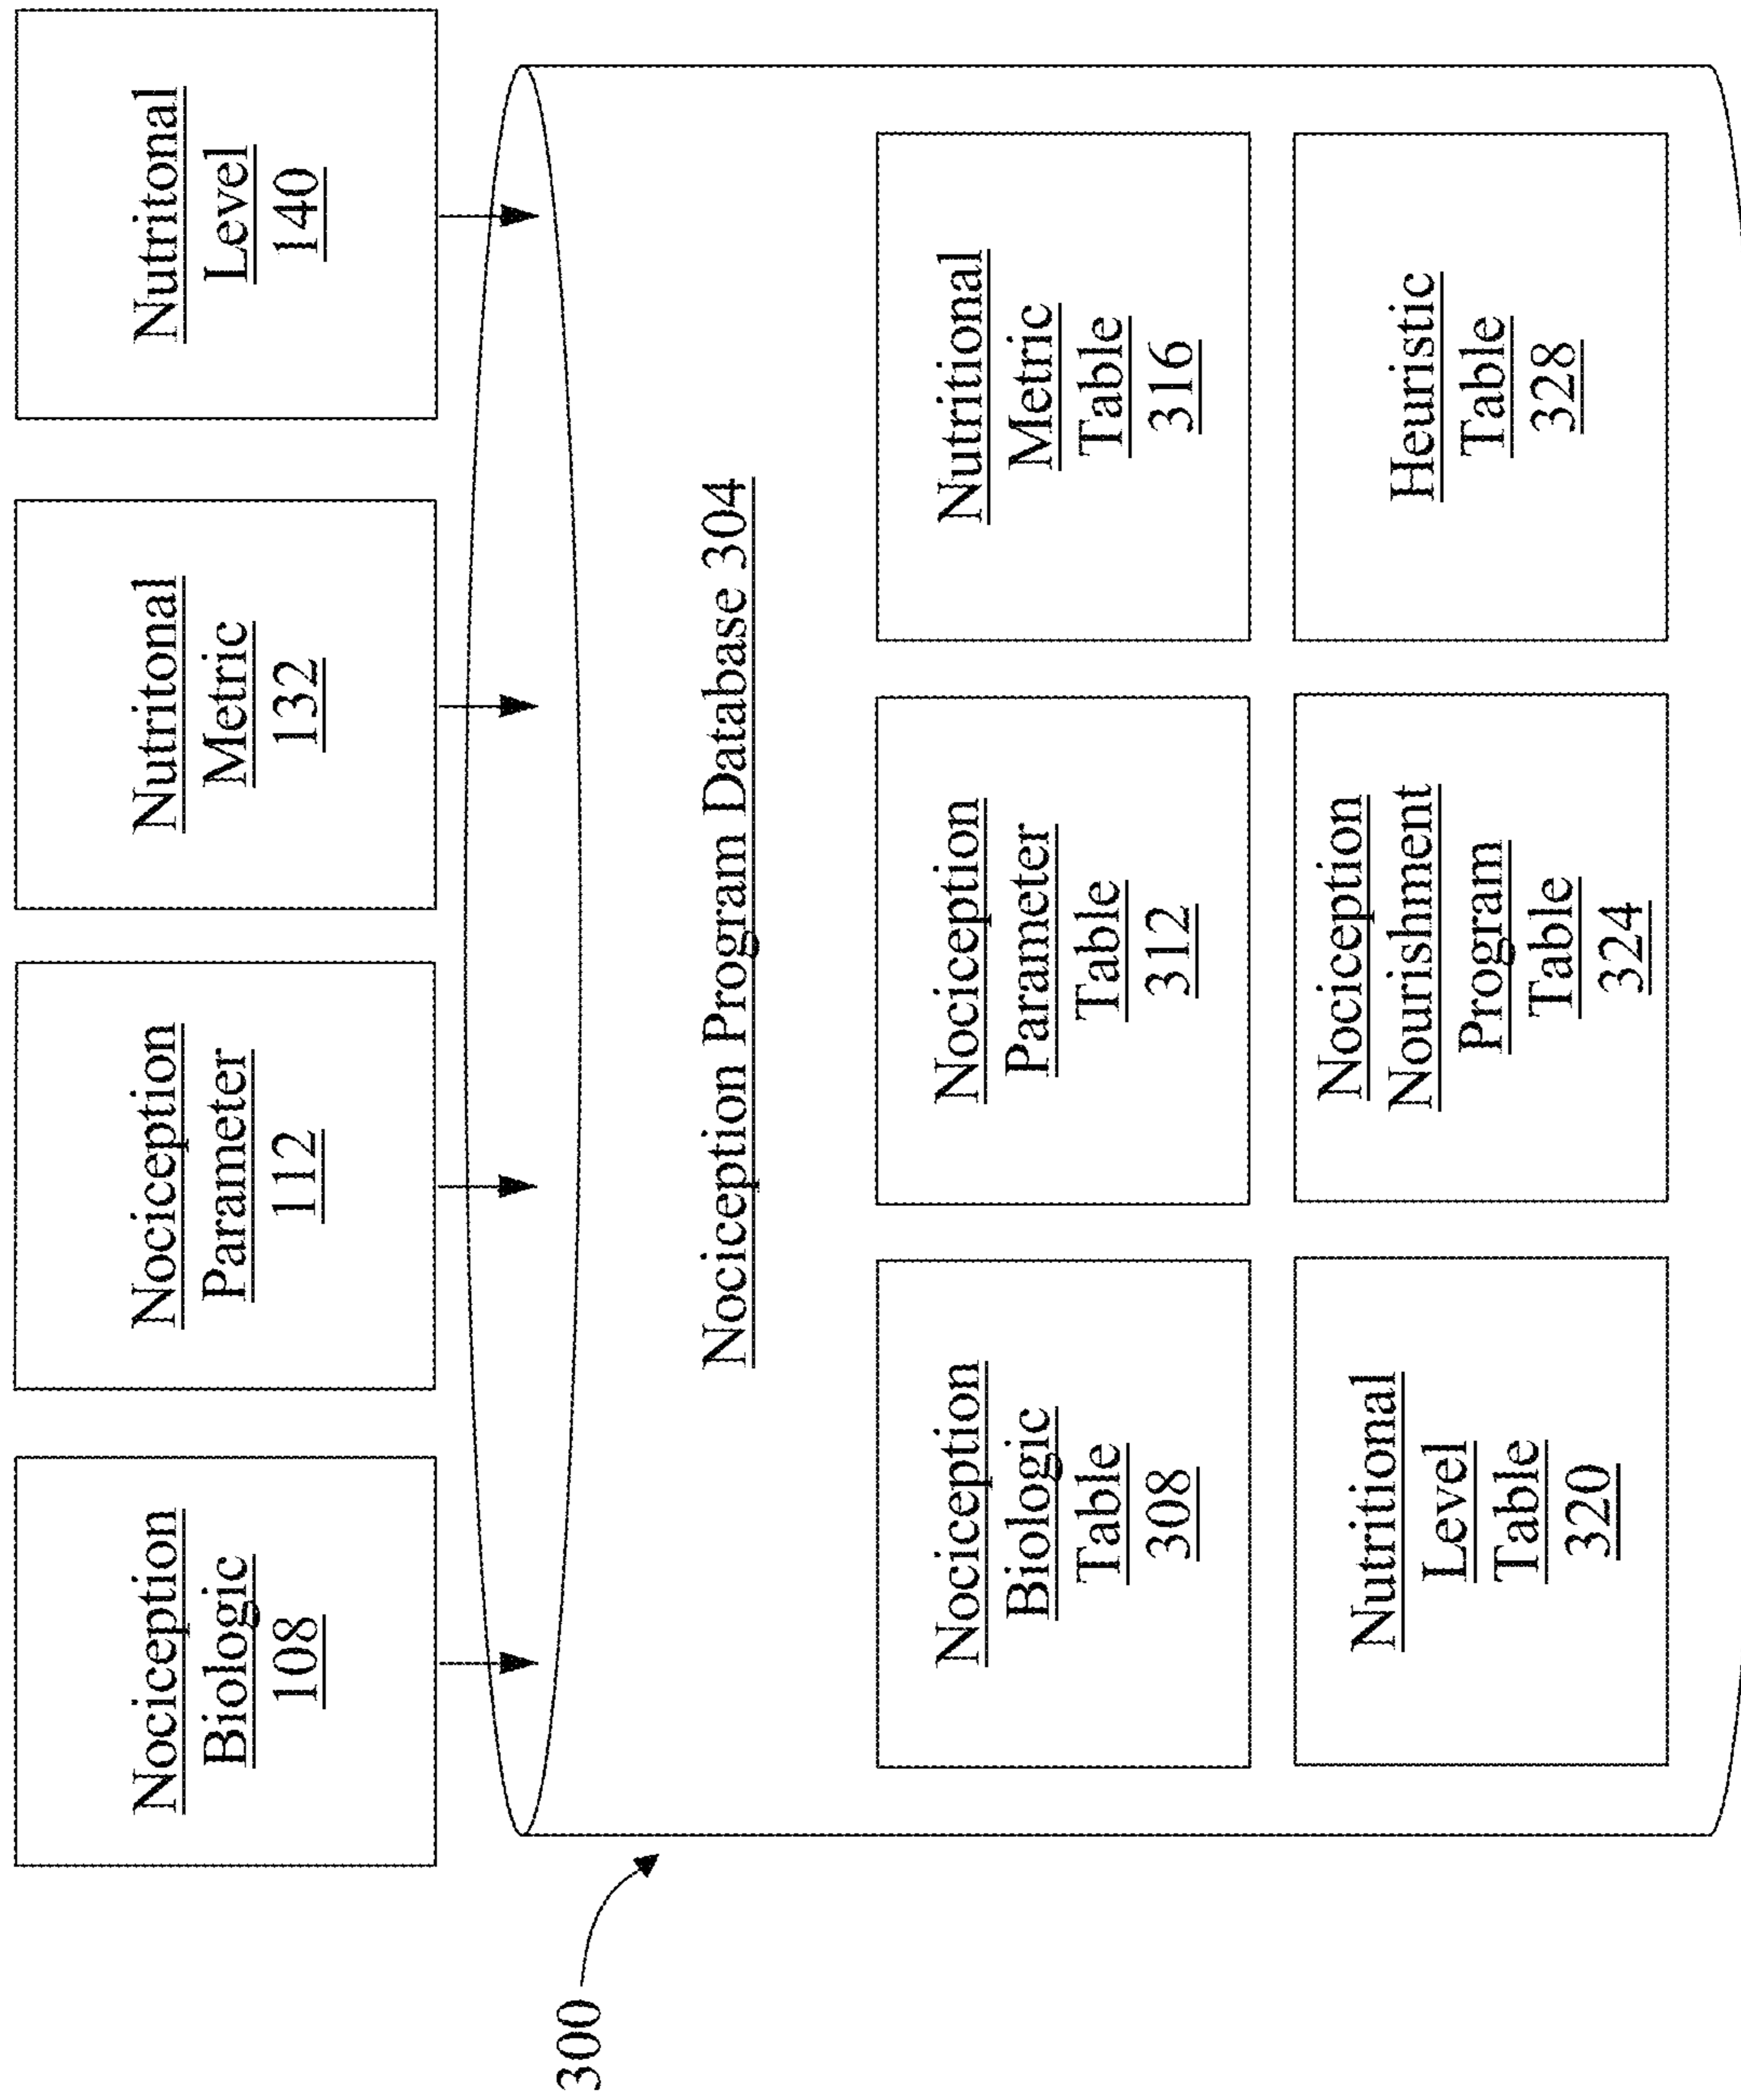 Nociception
Biologic
108
Nociception
Parameter
112
Nutritonal
Metric
132
Nutritonal
Level
140
300
Nociception Program Database 304
Nociception
Biologic
Table
308
Nociception
Parameter
Table
312
Nutritional
Metric
Table
316
Nutritional
Level
Table
320
Nociception
Nourishment
Program
Table
324
Heuristic
Table
328